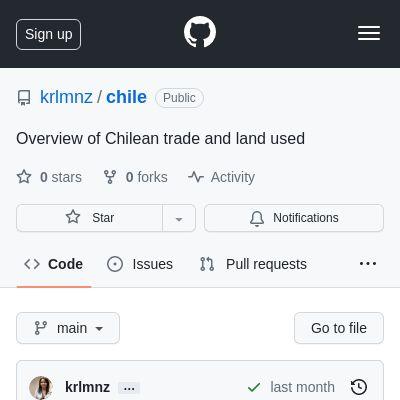 Sign up
krlmnz / chile Public
Overview of Chilean trade and land used
0 stars 0 forks Activity
Star Notifications
Code Issues Pull requests ...
main Go to file
krlmnz ... last month